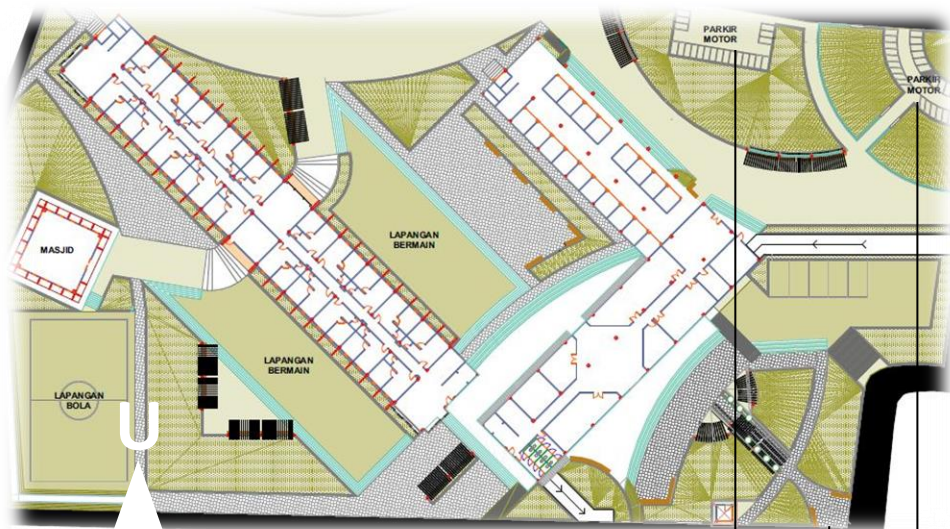 PARKIR
MOTOR
PARKIR
MOTOR
LAPANGAN
BERMAIN
MASJID
LAPANGAN
BERMAIN
LAPANGAN
BOLA
U